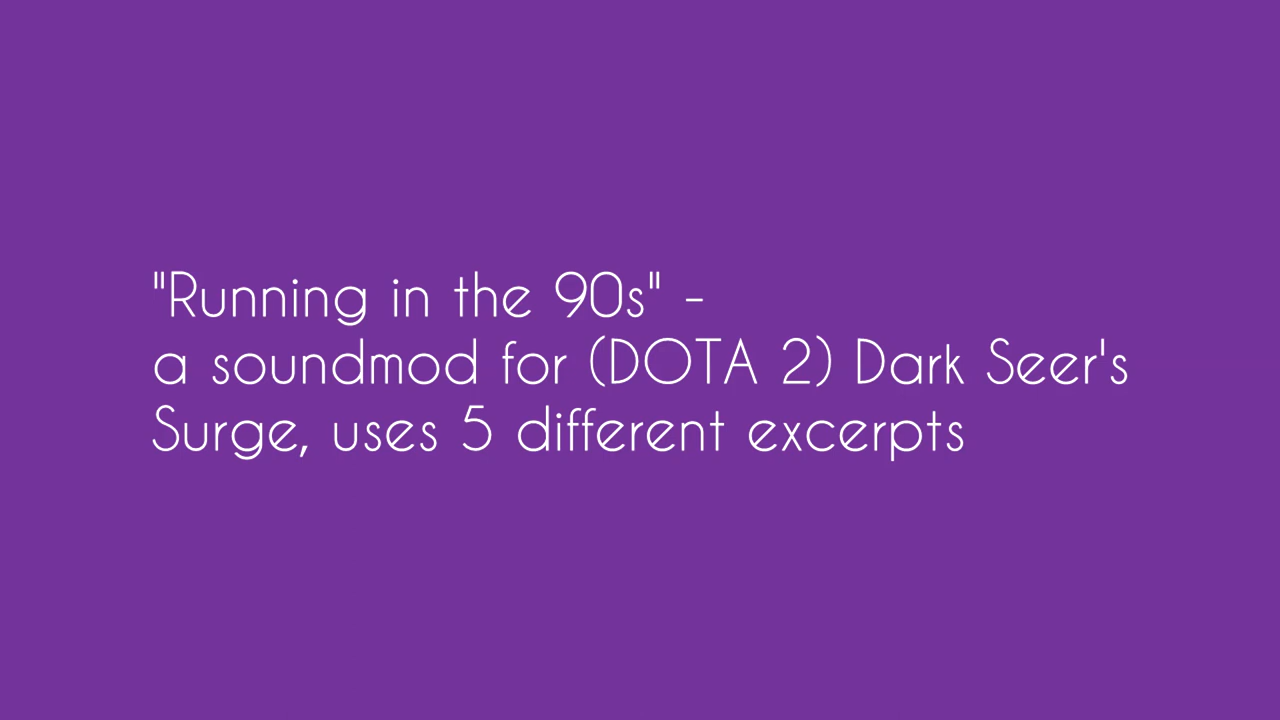 "Running in the 90s" -
a soundmod for (DOTA 2) Dark Seer's
Surge, uses 5 different excerpts